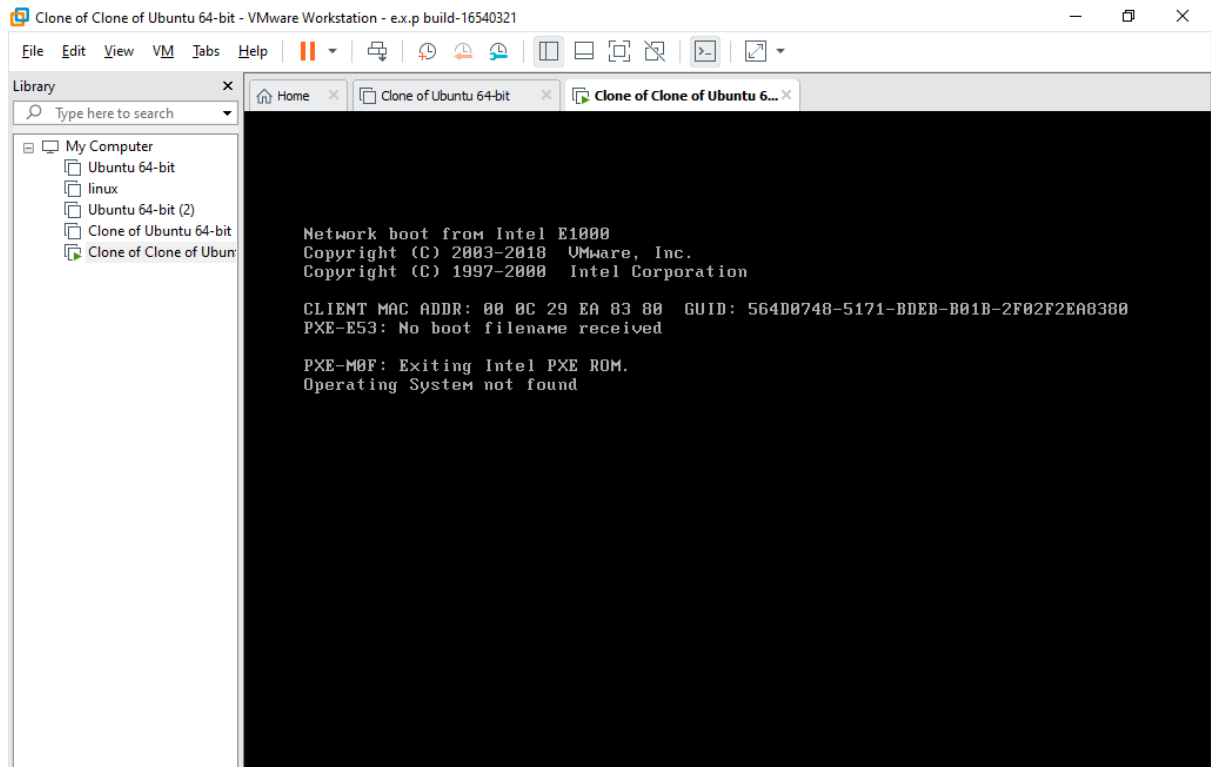 Clone of Clone of Ubuntu 64-bit - VMware Workstation - e.x.p build-16540321
File Edit View VM Tabs Help
Library
Type here to search
My Computer
Ubuntu 64-bit
linux
Ubuntu 64-bit (2)
Clone of Ubuntu 64-bit
Clone of Clone of Ubun
Home
Clone of Ubuntu 64-bit
Clone of Clone of Ubuntu 6...
Network boot from Intel E1000
Copyright (C) 2003-2018 VMware, Inc.
Copyright (C) 1997-2000 Intel Corporation
CLIENT MAC ADDR: 00 0C 29 EA 83 80 GUID: 564D0748-5171-BDEB-B01B-2F02F2EA8380
PXE-E53: No boot filename received
PXE-M0F: Exiting Intel PXE ROM.
Operating System not found